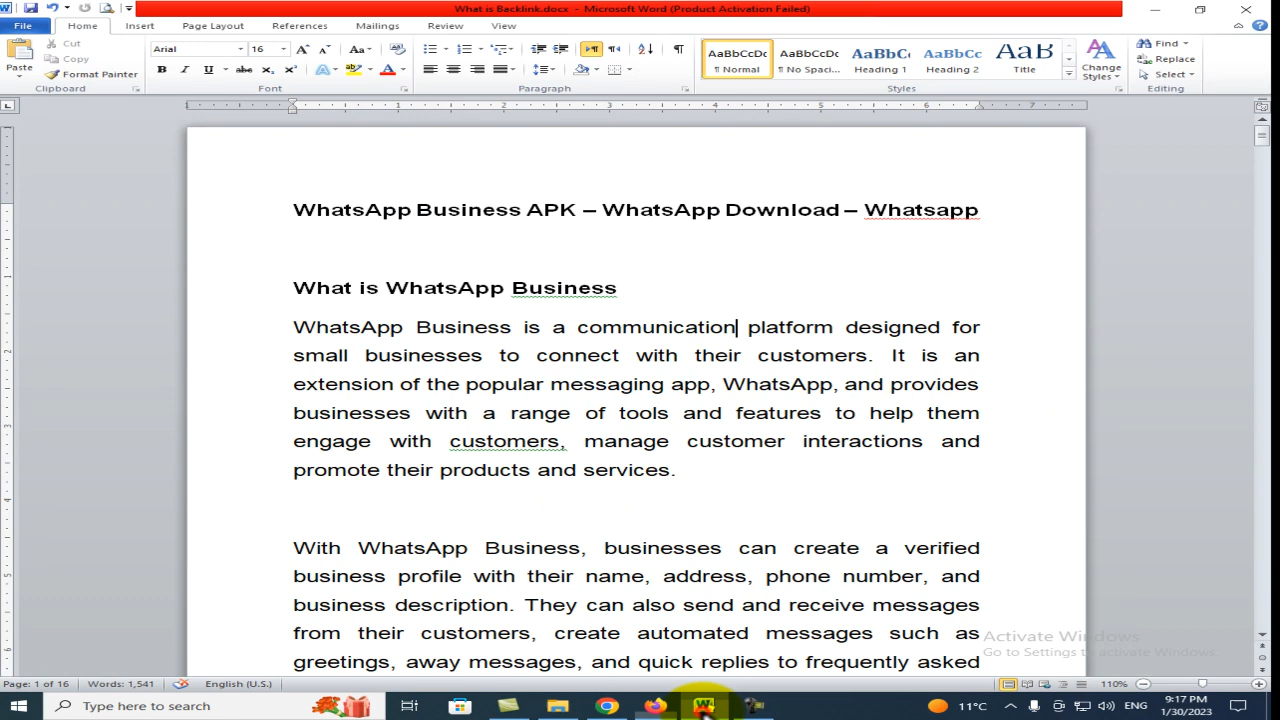 What is Backlink.docx - Microsoft Word (Product Activation Failed)
File Home Insert Page Layout References Mailings Review View
Paste
Cut
Copy
Format Painter
Clipboard
Arial 16
Font
Paragraph
AaBbCcDc AaBbCcDc AaBbCc AaBbCc AaB
¶ Normal ¶ No Spaci... Heading 1 Heading 2 Title
Styles
Change
Styles
Find
Replace
Select
Editing
1 1 2 3 4 5 6 7
WhatsApp Business APK – WhatsApp Download – Whatsapp
What is WhatsApp Business
WhatsApp Business is a communication platform designed for
small businesses to connect with their customers. It is an
extension of the popular messaging app, WhatsApp, and provides
businesses with a range of tools and features to help them
engage with customers, manage customer interactions and
promote their products and services.
With WhatsApp Business, businesses can create a verified
business profile with their name, address, phone number, and
business description. They can also send and receive messages
from their customers, create automated messages such as
greetings, away messages, and quick replies to frequently asked
Activate Windows
Go to Settings to activate Windows.
Page: 1 of 16 Words: 1,541 English (U.S.) 110%
Type here to search 11°C ENG 9:17 PM
1/30/2023